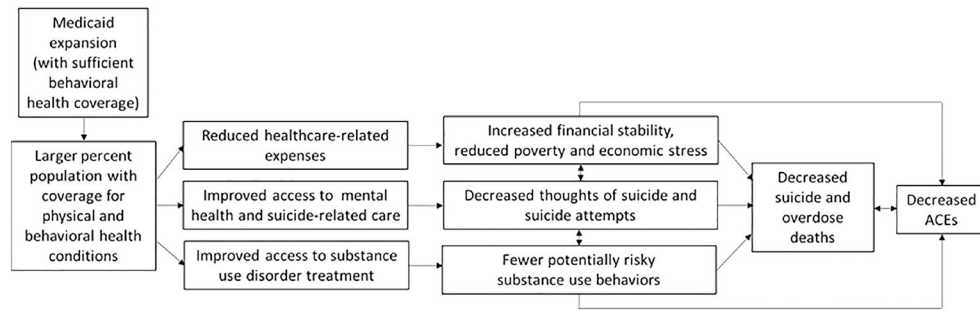 Medicaid
expansion
(with sufficient
behavioral
health coverage)
Larger percent
population with
coverage for
physical and
behavioral health
conditions
Reduced healthcare-related
expenses
Improved access to mental
health and suicide-related care
Improved access to substance
use disorder treatment
Increased financial stability,
reduced poverty and economic stress
Decreased thoughts of suicide and
suicide attempts
Fewer potentially risky
substance use behaviors
Decreased
suicide and
overdose
deaths
Decreased
ACEs